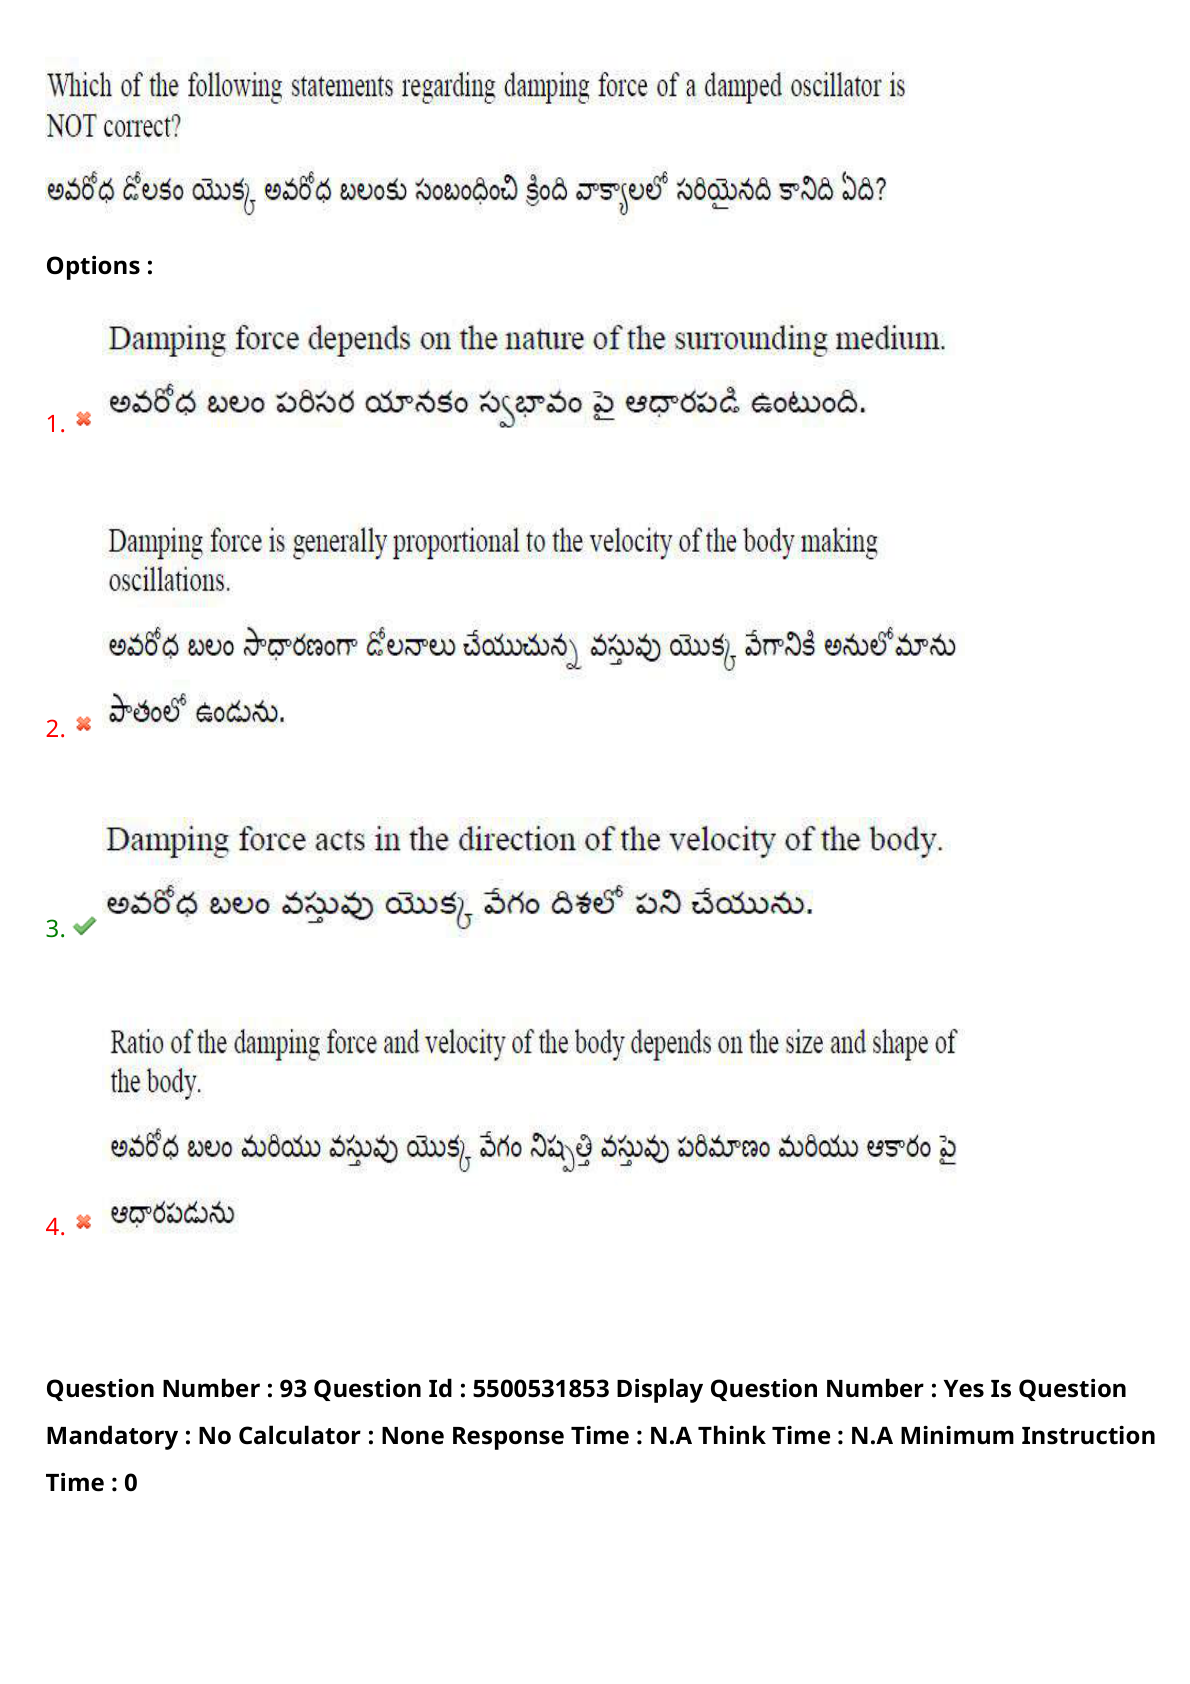 Which of the following statements regarding damping force of a damped oscillator is
NOT correct?
అవరోధ డోలకం యొక్క అవరోధ బలంకు సంబంధించి క్రింది వాక్యాలలో సరియైనది కానిది ఏది?
Options :
Damping force depends on the nature of the surrounding medium.
అవరోధ బలం పరిసర యానకం స్వభావం పై ఆధారపడి ఉంటుంది.
1.
Damping force is generally proportional to the velocity of the body making
oscillations.
అవరోధ బలం సాధారణంగా డోలనాలు చేయుచున్న వస్తువు యొక్క వేగానికి అనులోమాను
పాతంలో ఉండును.
2.
Damping force acts in the direction of the velocity of the body.
అవరోధ బలం వస్తువు యొక్క వేగం దిశలో పని చేయును.
3.
Ratio of the damping force and velocity of the body depends on the size and shape of
the body.
అవరోధ బలం మరియు వస్తువు యొక్క వేగం నిష్పత్తి వస్తువు పరిమాణం మరియు ఆకారం పై
ఆధారపడును
4.
Question Number : 93 Question Id : 5500531853 Display Question Number : Yes Is Question
Mandatory : No Calculator : None Response Time : N.A Think Time : N.A Minimum Instruction
Time : 0